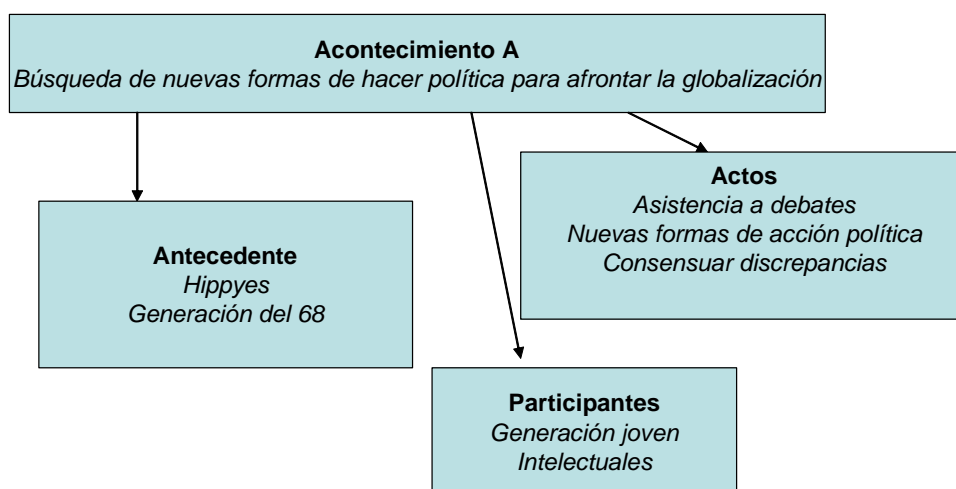 Acontecimiento A
Búsqueda de nuevas formas de hacer política para afrontar la globalización
Antecedente
Hippyes
Generación del 68
Actos
Asistencia a debates
Nuevas formas de acción política
Consensuar discrepancias
Participantes
Generación joven
Intelectuales